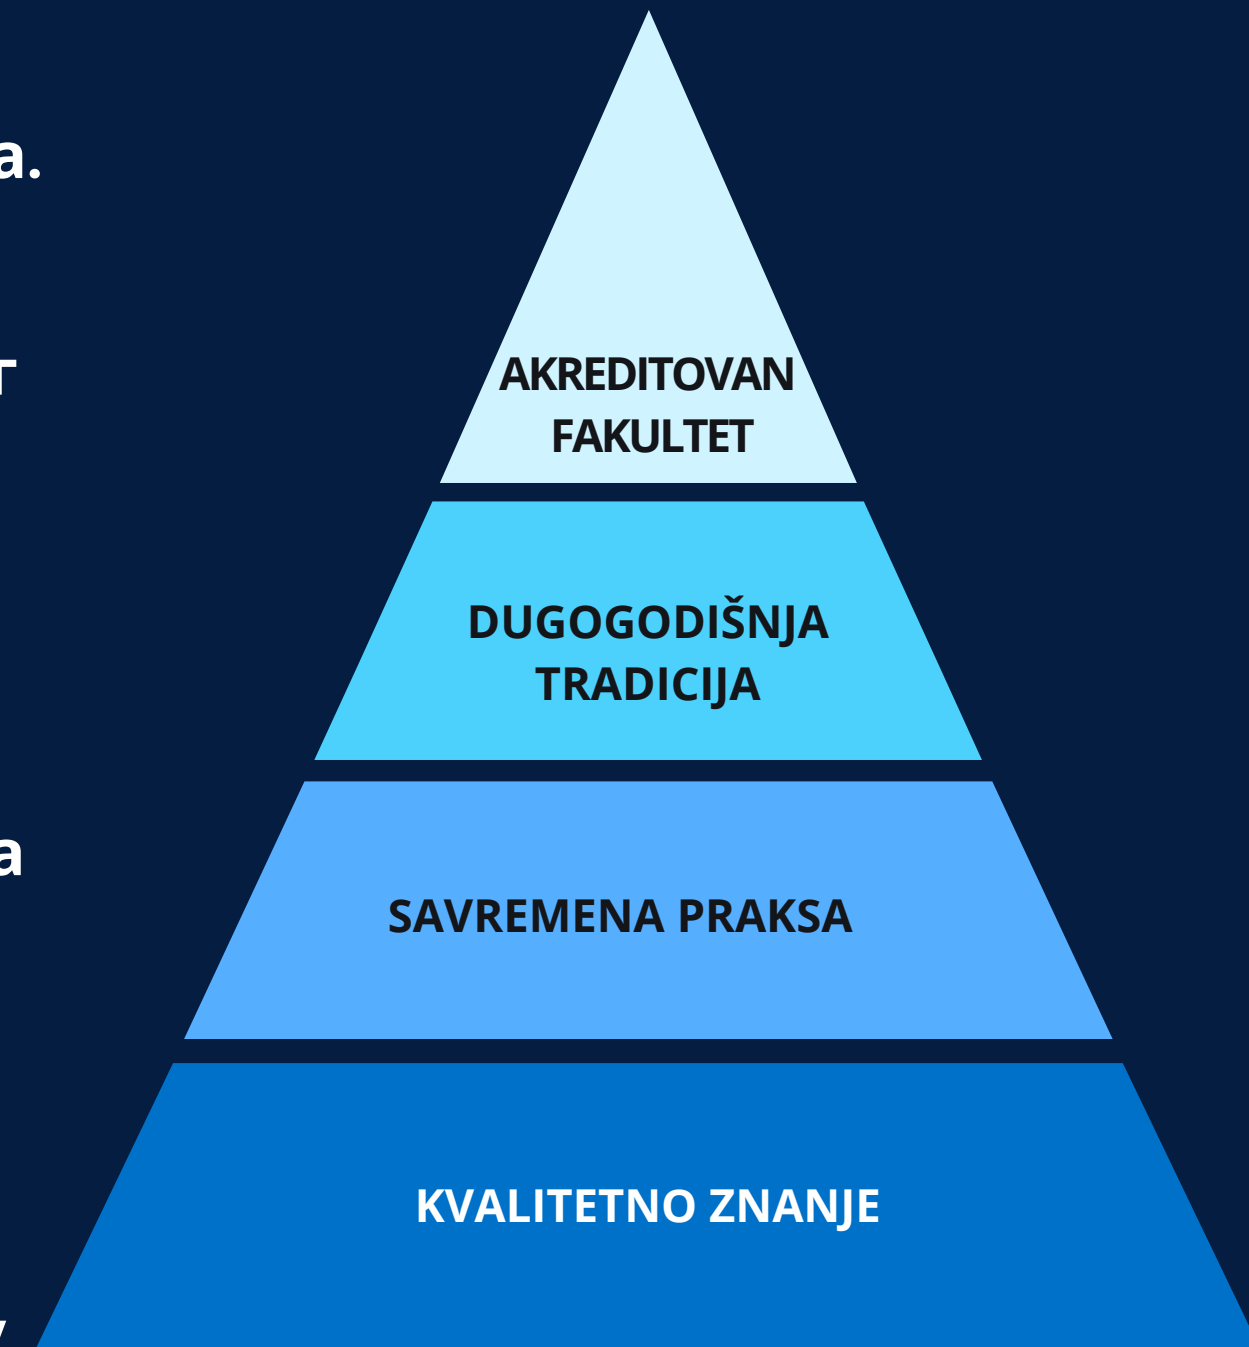 AKREDITOVAN
FAKULTET
DUGOGODIŠNJA
TRADICIJA
SAVREMENA PRAKSA
KVALITETNO ZNANJE